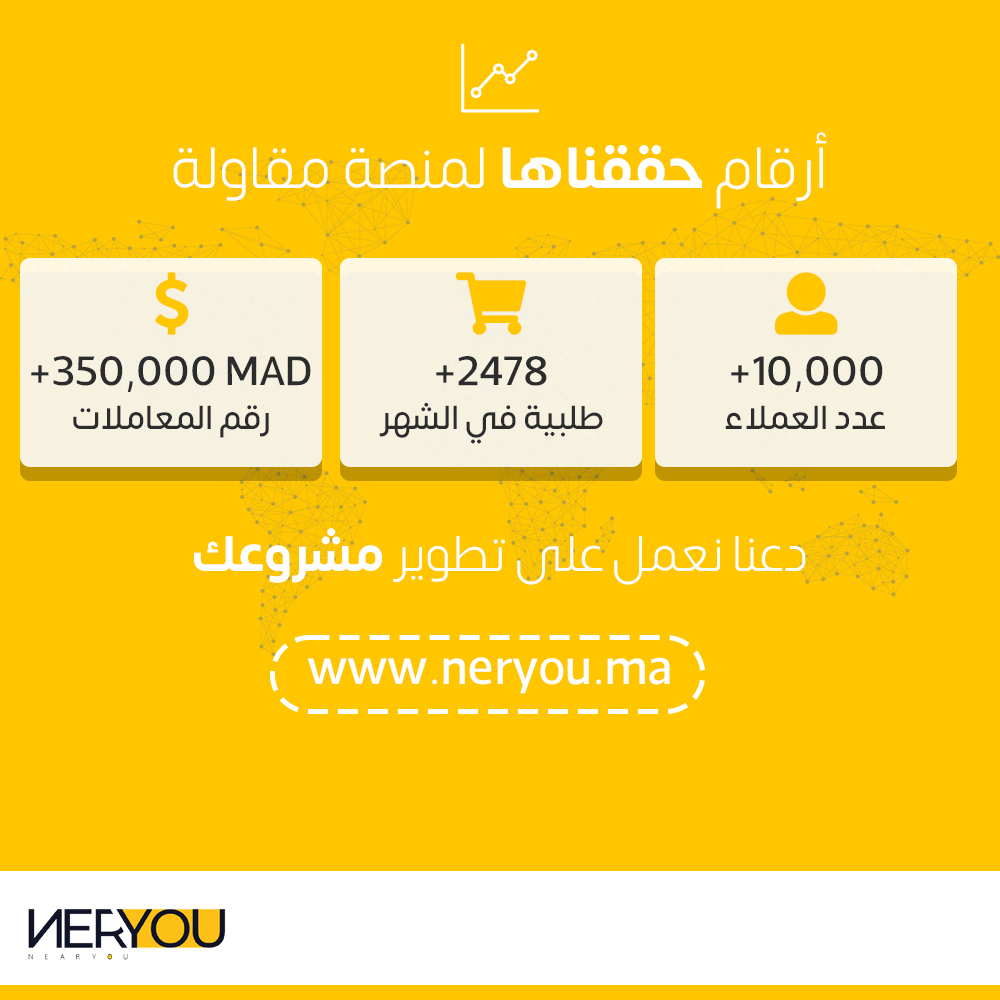 أرقام حققناها لمنصة مقاولة
+10,000
عدد العملاء
+2478
طلبية في الشهر
+350,000 MAD
رقم المعاملات
دعنا نعمل على تطوير مشروعك
www.neryou.ma
NERYOU
NEARYOU